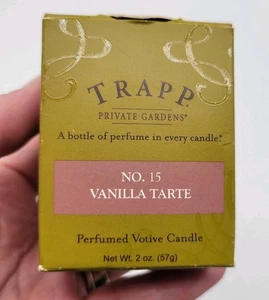 TRAPP
PRIVATE GARDENS®
A bottle of perfume in every candle.®
NO. 15
VANILLA TARTE
Perfumed Votive Candle
Net Wt. 2 oz. (57g)